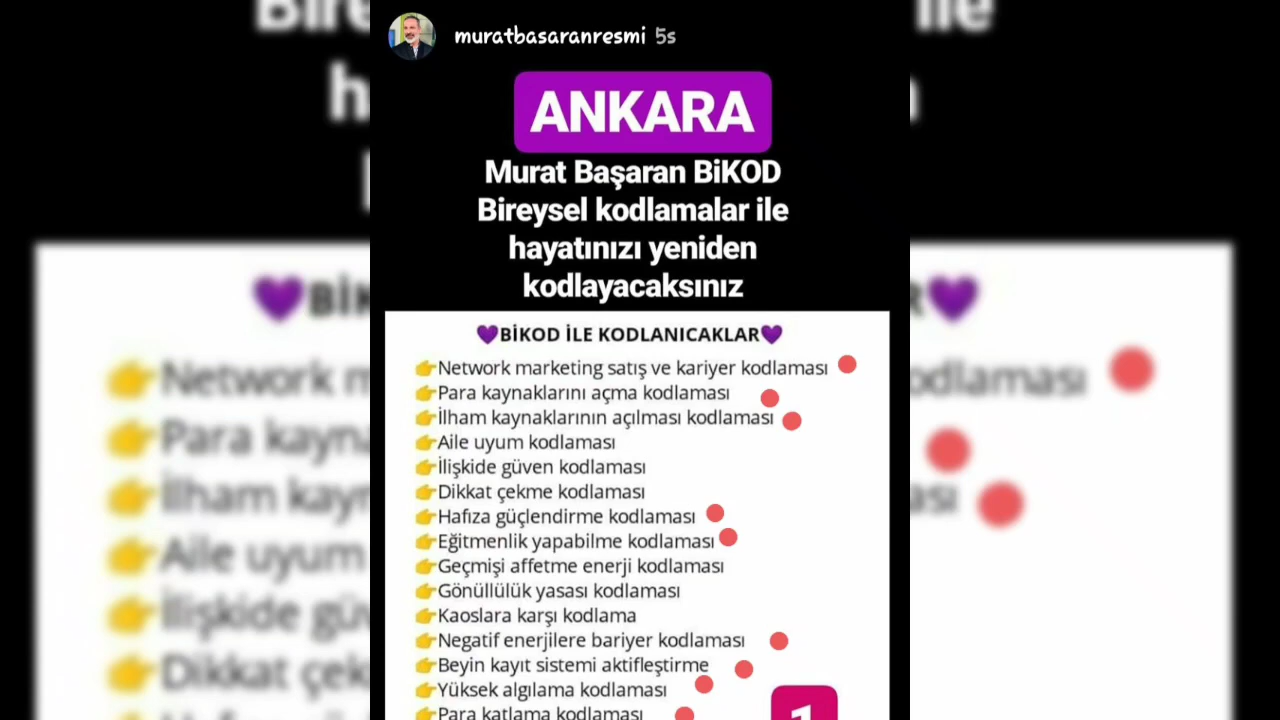 muratbasaranresmi 5s
ANKARA
Murat Başaran BiKOD
Bireysel kodlamalar ile
hayatınızı yeniden
kodlayacaksınız
💜BİKOD İLE KODLANICAKLAR💜
👉Network marketing satış ve kariyer kodlaması
👉Para kaynaklarını açma kodlaması
👉İlham kaynaklarının açılması kodlaması
👉Aile uyum kodlaması
👉İlişkide güven kodlaması
👉Dikkat çekme kodlaması
👉Hafıza güçlendirme kodlaması
👉Eğitmenlik yapabilme kodlaması
👉Geçmişi affetme enerji kodlaması
👉Gönüllülük yasası kodlaması
👉Kaoslara karşı kodlama
👉Negatif enerjilere bariyer kodlaması
👉Beyin kayıt sistemi aktifleştirme
👉Yüksek algılama kodlaması
👉Para katlama kodlaması
1